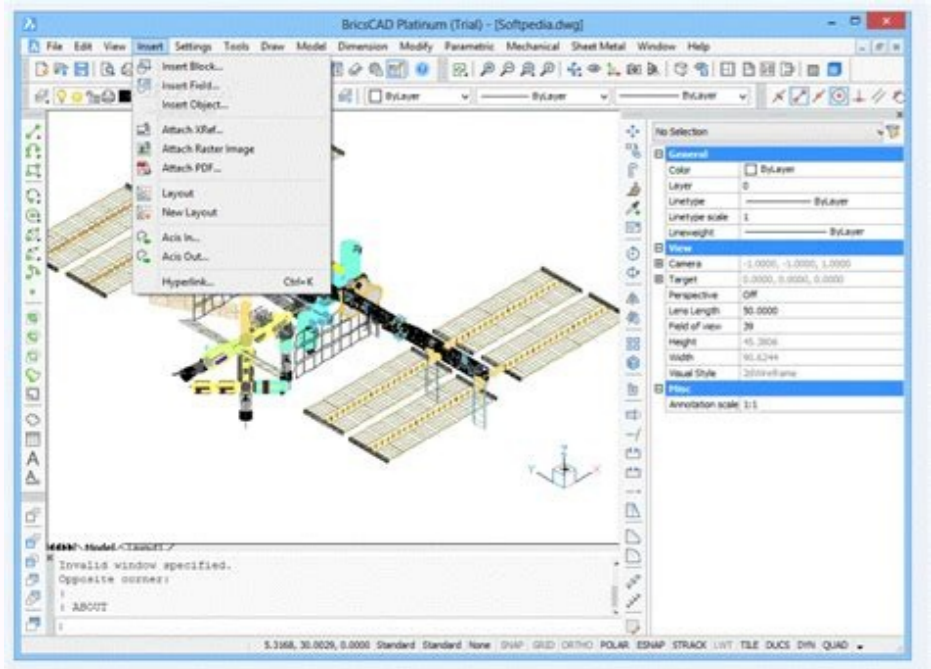 BricsCAD Platinum (Trial) - [Softpedia.dwg]
File Edit View Insert Settings Tools Draw Model Dimension Modify Parametric Mechanical Sheet Metal Window Help
ByLayer ByLayer ByLayer
Insert Block...
Insert Field...
Insert Object...
Attach XRef...
Attach Raster Image
Attach PDF...
Layout
New Layout
Acis In...
Acis Out...
Hyperlink... Ctrl+K
No Selection
General
Color ByLayer
Layer 0
Linetype ByLayer
Linetype scale 1
Lineweight ByLayer
View
Camera -1.0000, -1.0000, 1.0000
Target 0.0000, 0.0000, 0.0000
Perspective Off
Lens Length 50.0000
Field of view 39
Height 45.3806
Width 90.6244
Visual Style 2dWireframe
Misc
Annotation scale 1:1
Z
Y X
Model Layout1
Invalid window specified.
Opposite corner:
:
: ABOUT
:
5.3168, 30.0029, 0.0000 Standard Standard None SNAP GRID ORTHO POLAR ESNAP STRACK LWT TILE DUCS DYN QUAD